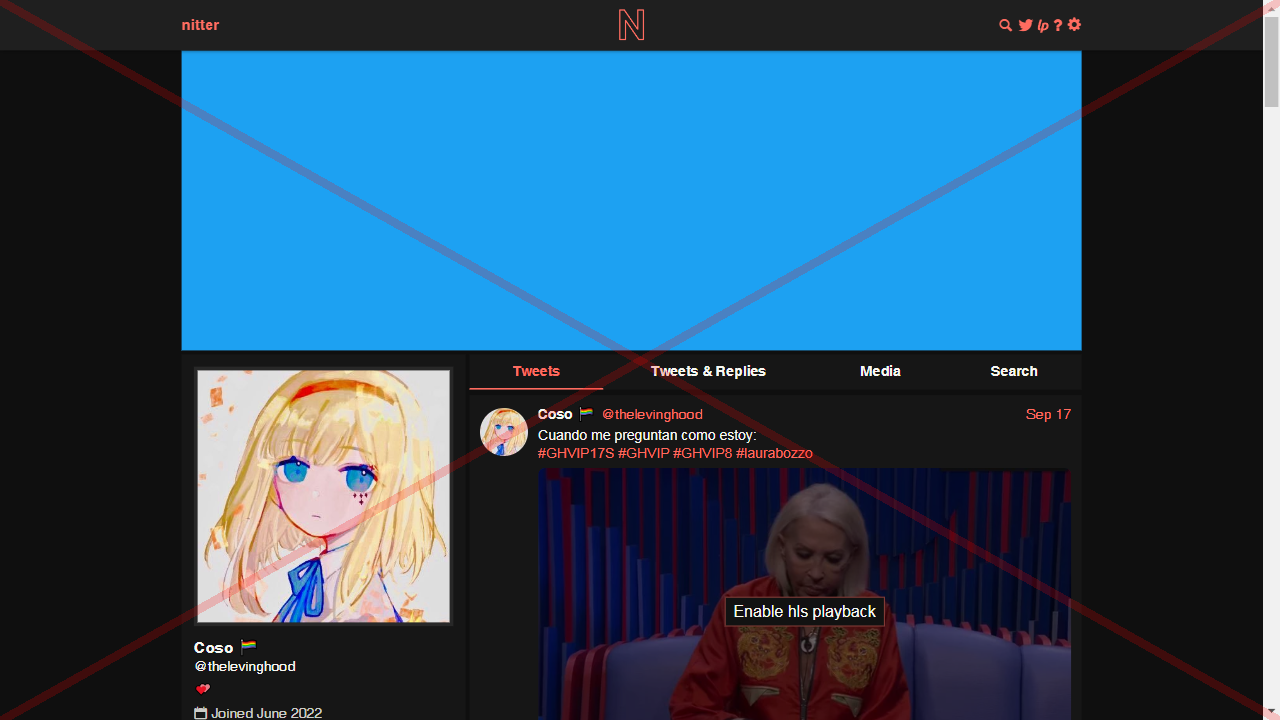 nitter
N
lp ?
Tweets
Tweets & Replies
Media
Search
Coso @thelevinghood
Sep 17
Cuando me preguntan como estoy:
#GHVIP17S #GHVIP #GHVIP8 #laurabozzo
Enable hls playback
Coso
@thelevinghood
Joined June 2022